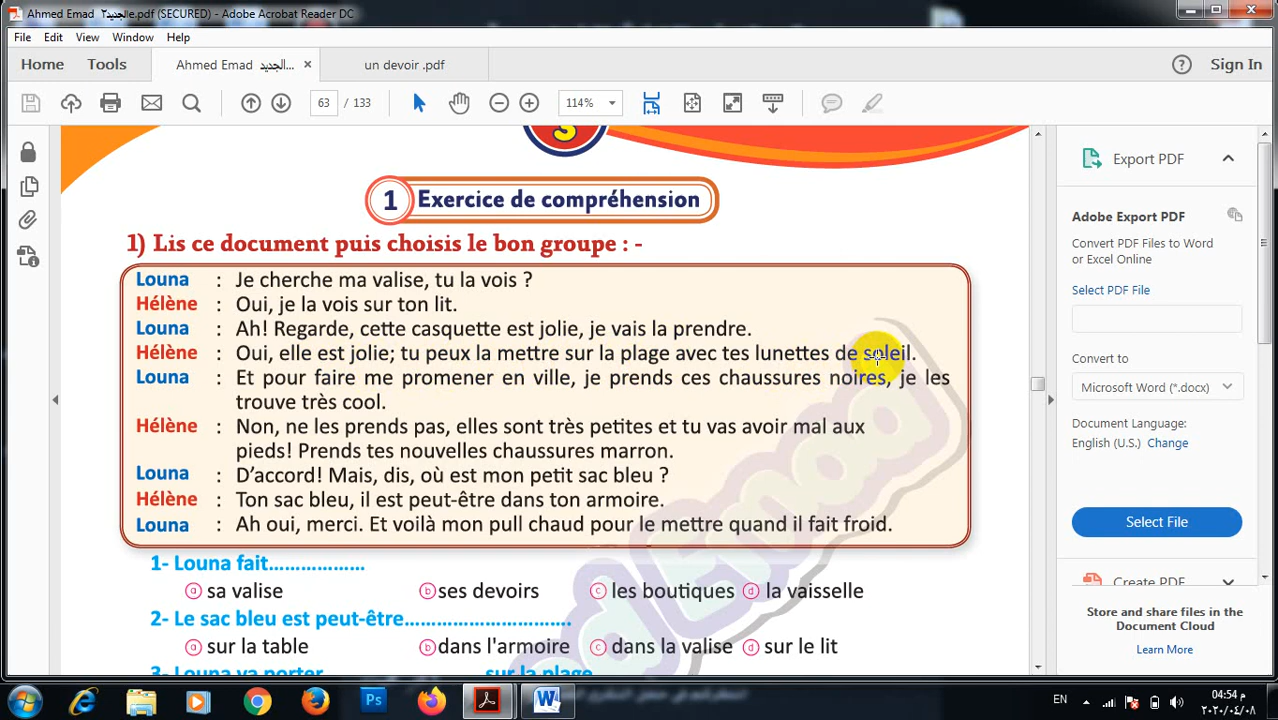 Ahmed Emad الجديد٢e.pdf (SECURED) - Adobe Acrobat Reader DC
File Edit View Window Help
Home Tools Ahmed Emad الجديد... × un devoir .pdf Sign In
63 / 133 114%
3
1 Exercice de compréhension
1) Lis ce document puis choisis le bon groupe : -
Louna : Je cherche ma valise, tu la vois ?
Hélène : Oui, je la vois sur ton lit.
Louna : Ah! Regarde, cette casquette est jolie, je vais la prendre.
Hélène : Oui, elle est jolie; tu peux la mettre sur la plage avec tes lunettes de soleil.
Louna : Et pour faire me promener en ville, je prends ces chaussures noires, je les
trouve très cool.
Hélène : Non, ne les prends pas, elles sont très petites et tu vas avoir mal aux
pieds! Prends tes nouvelles chaussures marron.
Louna : D'accord! Mais, dis, où est mon petit sac bleu ?
Hélène : Ton sac bleu, il est peut-être dans ton armoire.
Louna : Ah oui, merci. Et voilà mon pull chaud pour le mettre quand il fait froid.
1- Louna fait..................
a sa valise b ses devoirs c les boutiques d la vaisselle
2- Le sac bleu est peut-être............................
a sur la table b dans l'armoire c dans la valise d sur le lit
3- Louna va porter sur la plage
Export PDF
Adobe Export PDF
Convert PDF Files to Word
or Excel Online
Select PDF File
Convert to
Microsoft Word (*.docx)
Document Language:
English (U.S.) Change
Select File
Create PDF
Store and share files in the
Document Cloud
Learn More
EN
04:54 م
٢٠٢٠/٠٤/٠٨